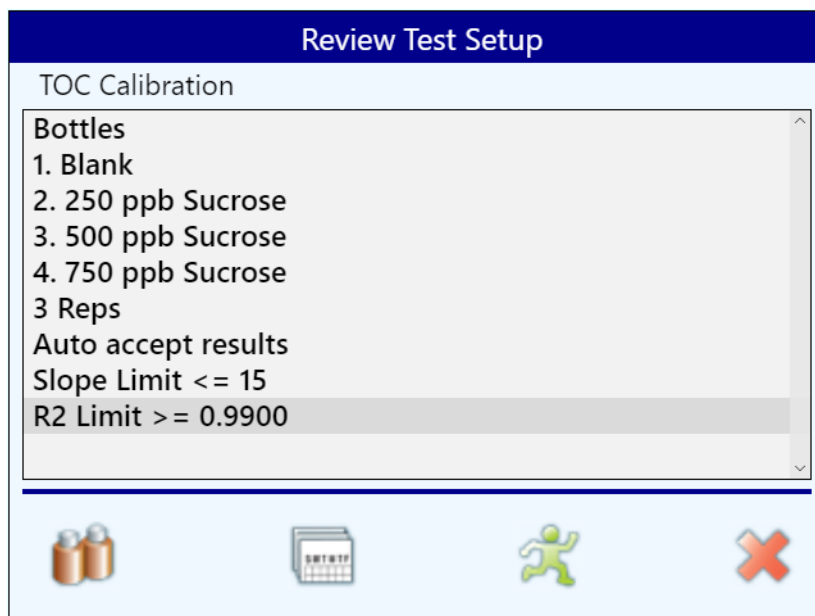 Review Test Setup
TOC Calibration
Bottles
1. Blank
2. 250 ppb Sucrose
3. 500 ppb Sucrose
4. 750 ppb Sucrose
3 Reps
Auto accept results
Slope Limit <= 15
R2 Limit >= 0.9900
SMTWTF